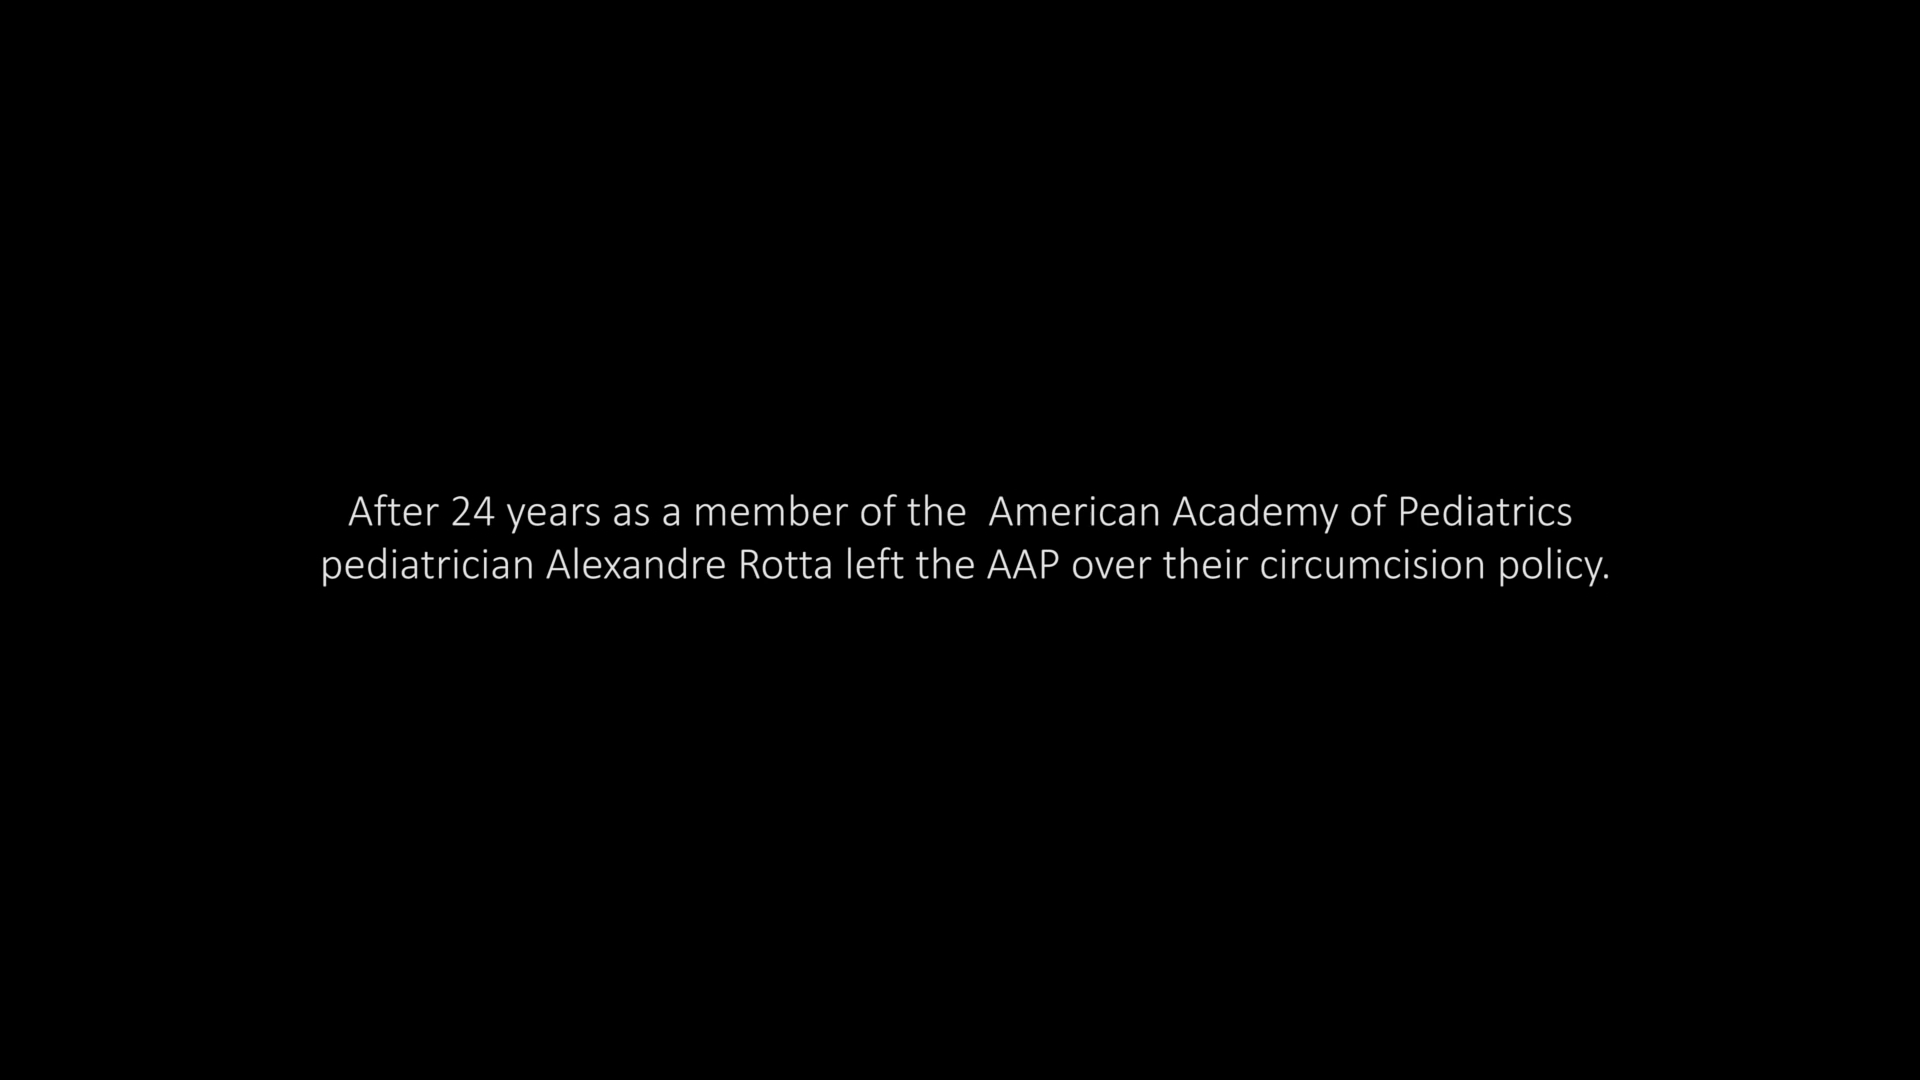 After 24 years as a member of the  American Academy of Pediatrics
pediatrician Alexandre Rotta left the AAP over their circumcision policy.